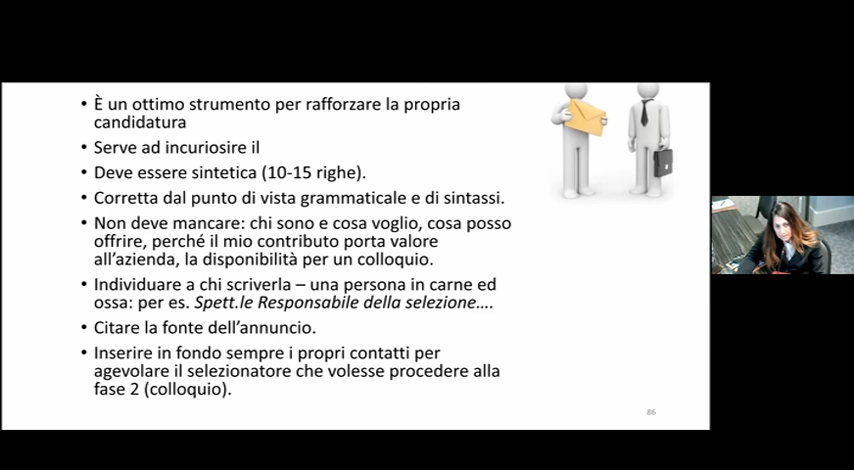 • È un ottimo strumento per rafforzare la propria
candidatura
• Serve ad incuriosire il
• Deve essere sintetica (10-15 righe).
• Corretta dal punto di vista grammaticale e di sintassi.
• Non deve mancare: chi sono e cosa voglio, cosa posso
offrire, perché il mio contributo porta valore
all'azienda, la disponibilità per un colloquio.
• Individuare a chi scriverla – una persona in carne ed
ossa: per es. Spett.le Responsabile della selezione….
• Citare la fonte dell'annuncio.
• Inserire in fondo sempre i propri contatti per
agevolare il selezionatore che volesse procedere alla
fase 2 (colloquio).
86